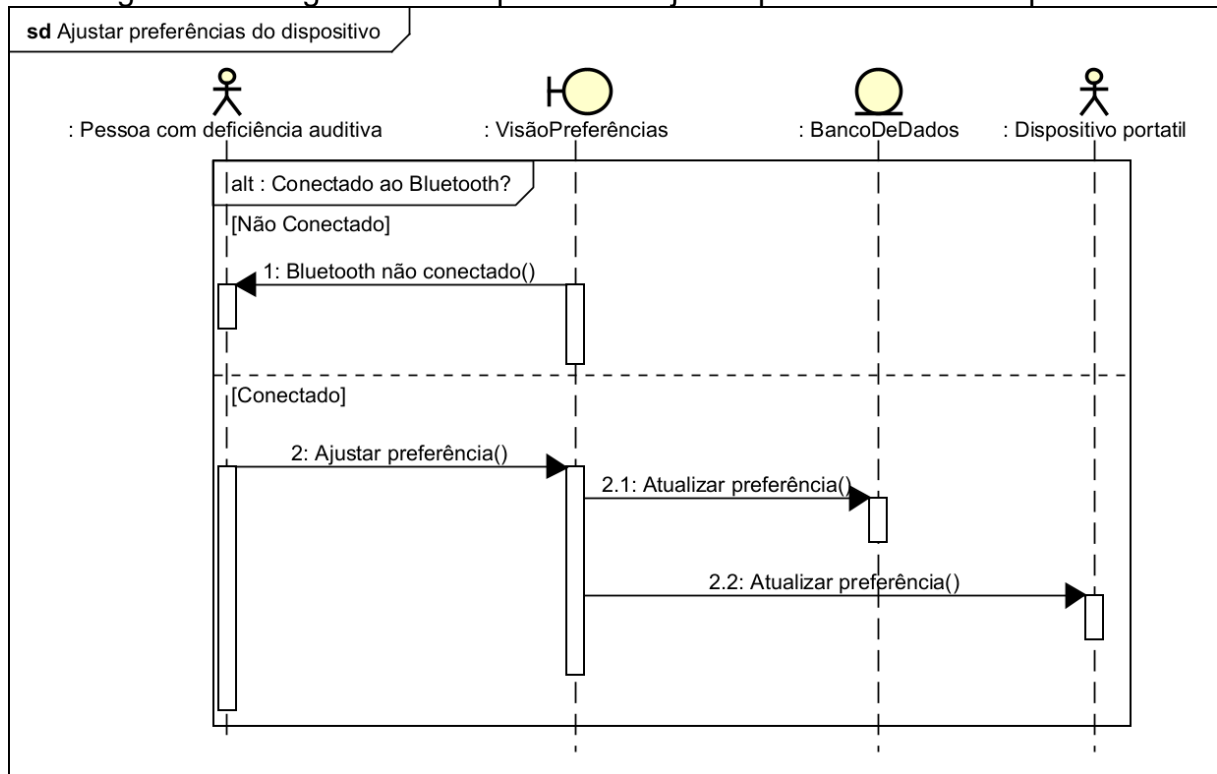 sd Ajustar preferências do dispositivo
: Pessoa com deficiência auditiva
: VisãoPreferências
: BancoDeDados
: Dispositivo portatil
alt : Conectado ao Bluetooth?
[Não Conectado]
1: Bluetooth não conectado()
[Conectado]
2: Ajustar preferência()
2.1: Atualizar preferência()
2.2: Atualizar preferência()